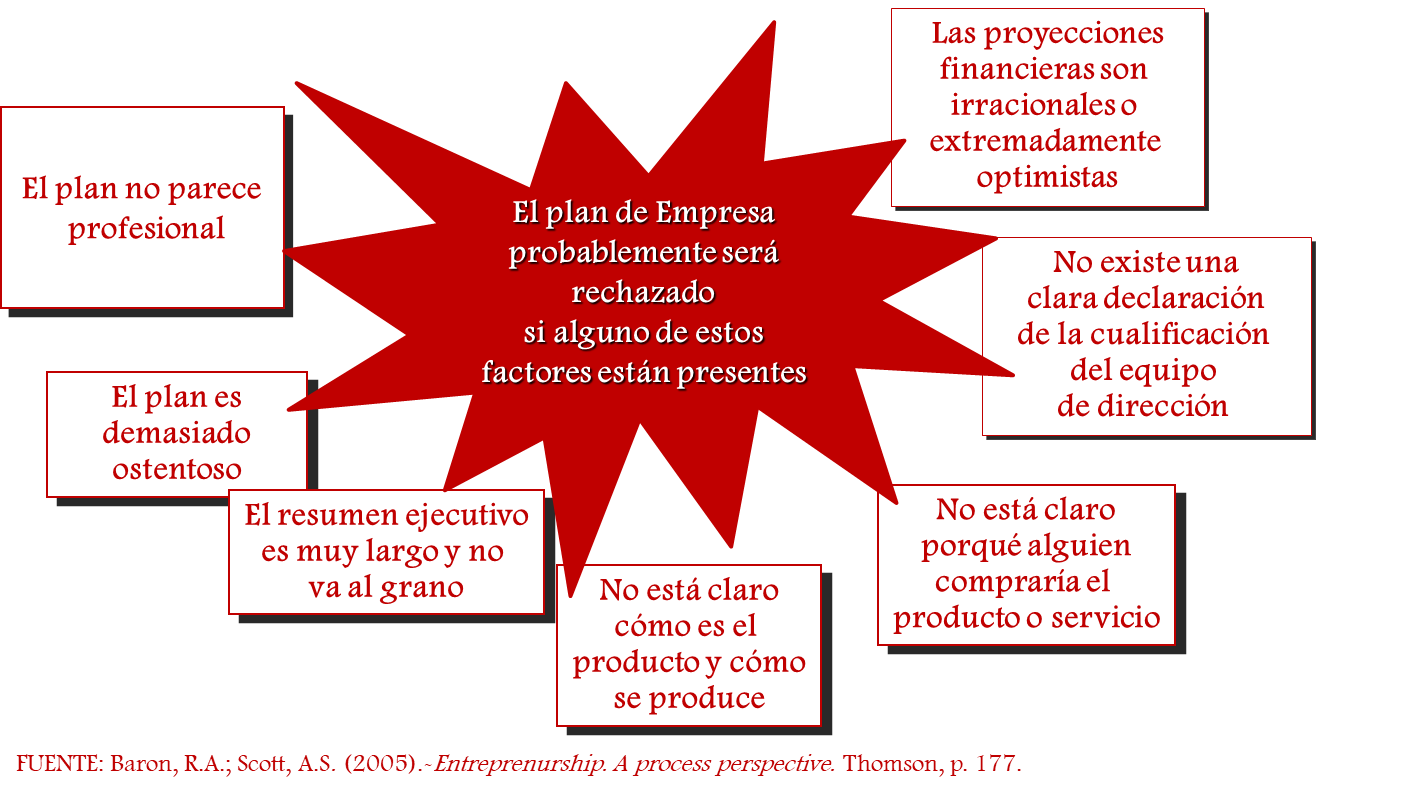 El plan de Empresa
probablemente será
rechazado
si alguno de estos
factores están presentes
El plan no parece
profesional
El plan es
demasiado
ostentoso
El resumen ejecutivo
es muy largo y no
va al grano
No está claro
cómo es el
producto y cómo
se produce
No está claro
porqué alguien
compraría el
producto o servicio
No existe una
clara declaración
de la cualificación
del equipo
de dirección
Las proyecciones
financieras son
irracionales o
extremadamente
optimistas
FUENTE: Baron, R.A.; Scott, A.S. (2005).-Entreprenurship. A process perspective. Thomson, p. 177.